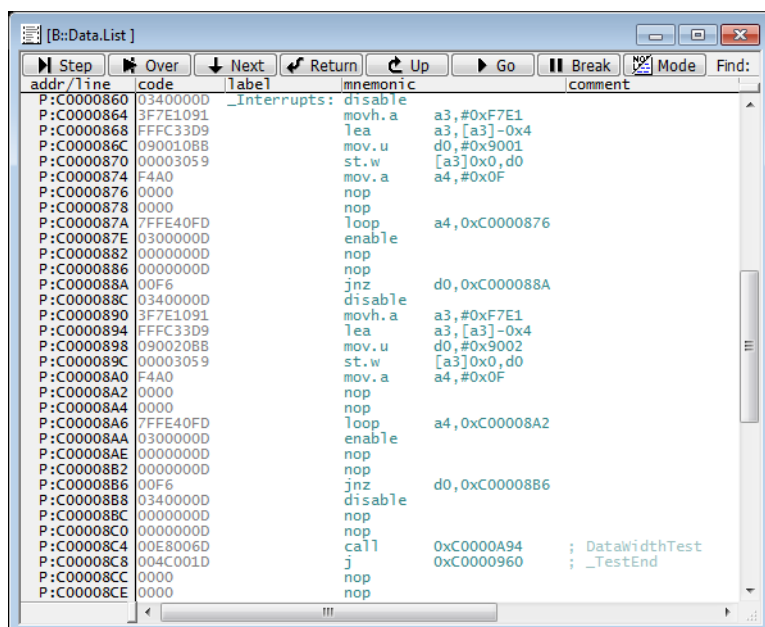 [B::Data.List ]
Step Over Next Return Up Go Break Mode Find:
addr/line code label mnemonic comment
P:C0000860 0340000D _Interrupts: disable
P:C0000864 3F7E1091 movh.a a3,#0xF7E1
P:C0000868 FFFC33D9 lea a3,[a3]-0x4
P:C000086C 090010BB mov.u d0,#0x9001
P:C0000870 00003059 st.w [a3]0x0,d0
P:C0000874 F4A0 mov.a a4,#0x0F
P:C0000876 0000 nop
P:C0000878 0000 nop
P:C000087A 7FFE40FD loop a4,0xC0000876
P:C000087E 0300000D enable
P:C0000882 0000000D nop
P:C0000886 0000000D nop
P:C000088A 00F6 jnz d0,0xC000088A
P:C000088C 0340000D disable
P:C0000890 3F7E1091 movh.a a3,#0xF7E1
P:C0000894 FFFC33D9 lea a3,[a3]-0x4
P:C0000898 090020BB mov.u d0,#0x9002
P:C000089C 00003059 st.w [a3]0x0,d0
P:C00008A0 F4A0 mov.a a4,#0x0F
P:C00008A2 0000 nop
P:C00008A4 0000 nop
P:C00008A6 7FFE40FD loop a4,0xC00008A2
P:C00008AA 0300000D enable
P:C00008AE 0000000D nop
P:C00008B2 0000000D nop
P:C00008B6 00F6 jnz d0,0xC00008B6
P:C00008B8 0340000D disable
P:C00008BC 0000000D nop
P:C00008C0 0000000D nop
P:C00008C4 00E8006D call 0xC0000A94 ; DataWidthTest
P:C00008C8 004C001D j 0xC0000960 ; _TestEnd
P:C00008CC 0000 nop
P:C00008CE 0000 nop